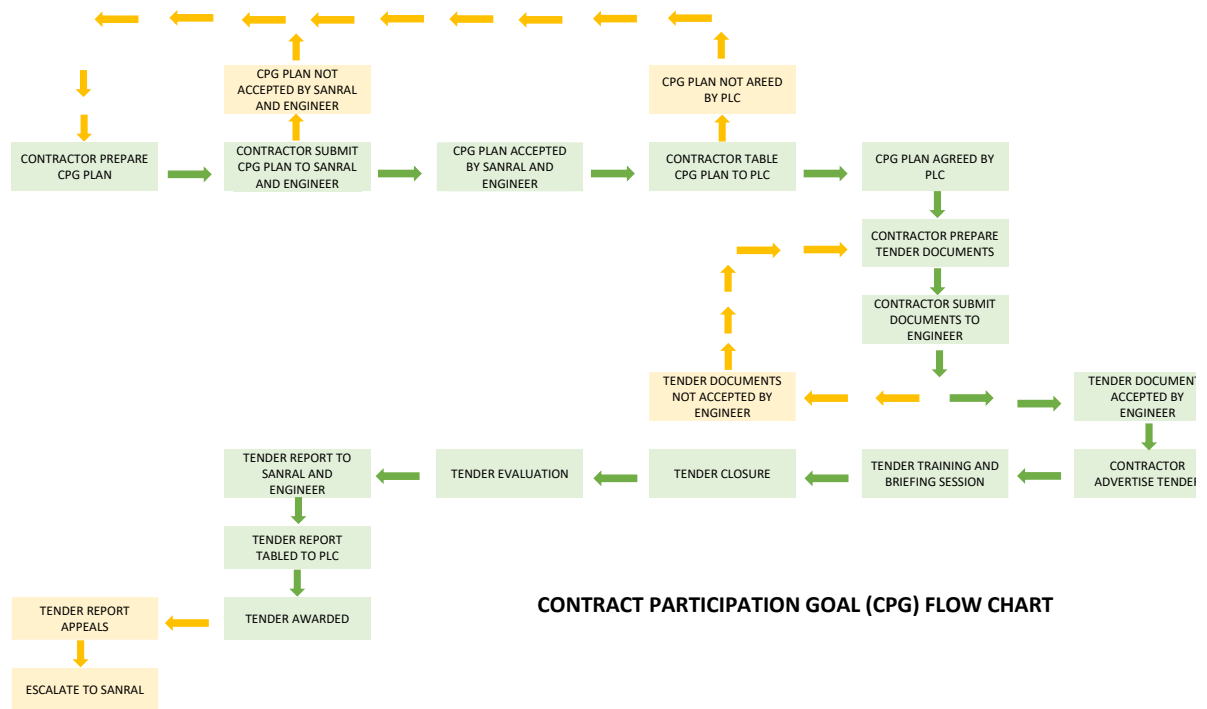 CPG PLAN NOT
ACCEPTED BY SANRAL
AND ENGINEER
CPG PLAN NOT AREED
BY PLC
CONTRACTOR PREPARE
CPG PLAN
CONTRACTOR SUBMIT
CPG PLAN TO SANRAL
AND ENGINEER
CPG PLAN ACCEPTED
BY SANRAL AND
ENGINEER
CONTRACTOR TABLE
CPG PLAN TO PLC
CPG PLAN AGREED BY
PLC
CONTRACTOR PREPARE
TENDER DOCUMENTS
CONTRACTOR SUBMIT
DOCUMENTS TO
ENGINEER
TENDER DOCUMENTS
NOT ACCEPTED BY
ENGINEER
TENDER DOCUMENT
ACCEPTED BY
ENGINEER
CONTRACTOR
ADVERTISE TENDER
TENDER TRAINING AND
BRIEFING SESSION
TENDER CLOSURE
TENDER EVALUATION
TENDER REPORT TO
SANRAL AND
ENGINEER
TENDER REPORT
TABLED TO PLC
TENDER AWARDED
TENDER REPORT
APPEALS
ESCALATE TO SANRAL
CONTRACT PARTICIPATION GOAL (CPG) FLOW CHART